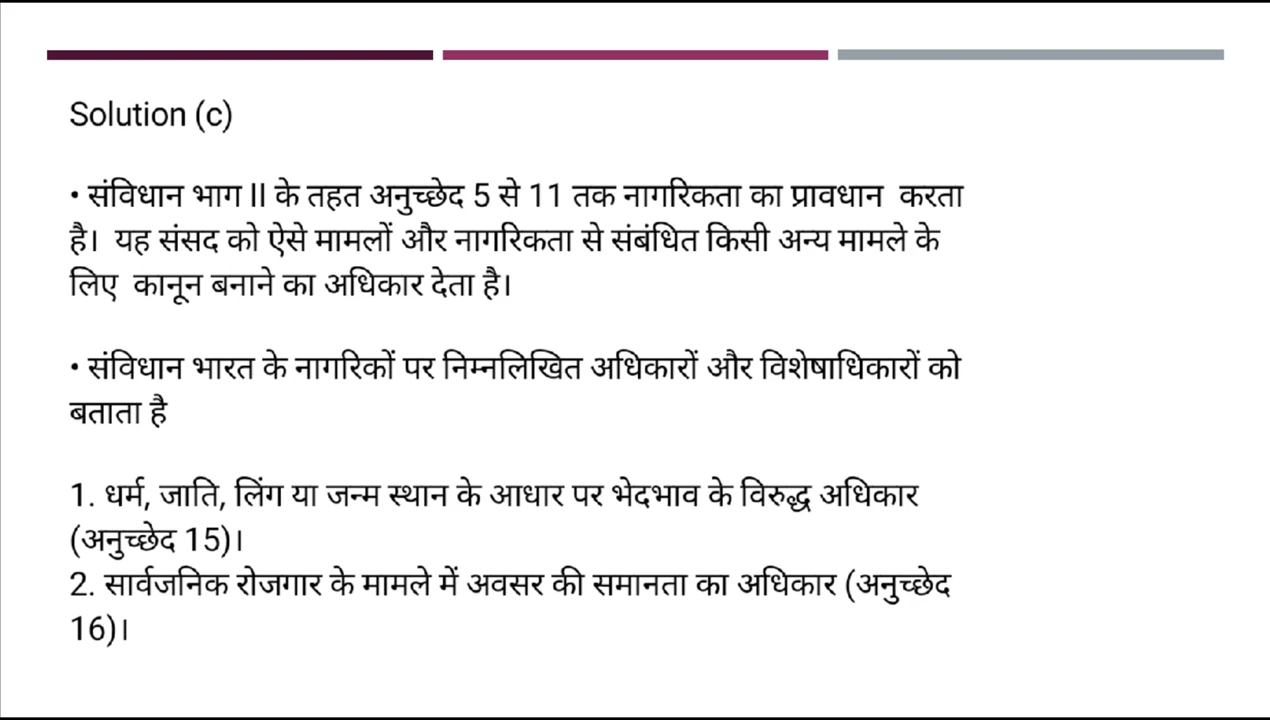 Solution (c)
• संविधान भाग II के तहत अनुच्छेद 5 से 11 तक नागरिकता का प्रावधान करता
है। यह संसद को ऐसे मामलों और नागरिकता से संबंधित किसी अन्य मामले के
लिए कानून बनाने का अधिकार देता है।
• संविधान भारत के नागरिकों पर निम्नलिखित अधिकारों और विशेषाधिकारों को
बताता है
1. धर्म, जाति, लिंग या जन्म स्थान के आधार पर भेदभाव के विरुद्ध अधिकार
(अनुच्छेद 15)।
2. सार्वजनिक रोजगार के मामले में अवसर की समानता का अधिकार (अनुच्छेद
16)।